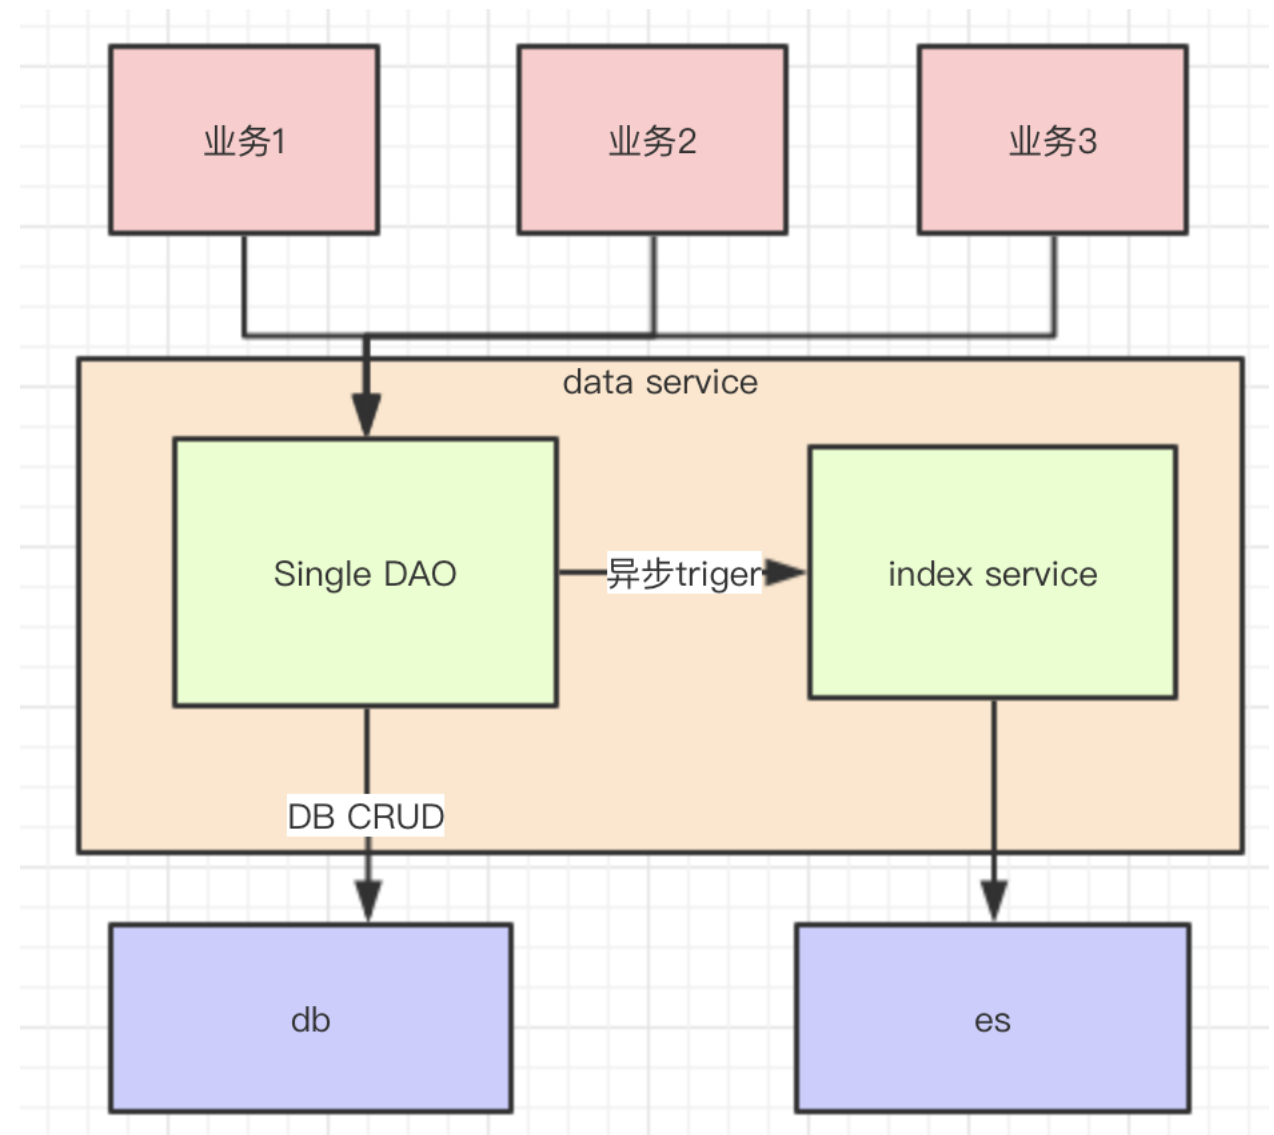 业务1
业务2
业务3
data service
Single DAO
异步triger
index service
DB CRUD
db
es